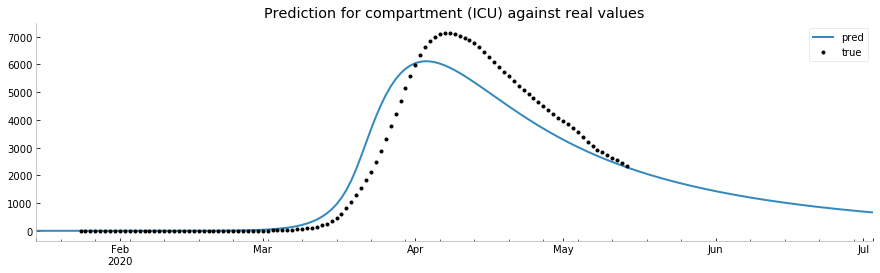 Prediction for compartment (ICU) against real values
7000
6000
5000
4000
3000
2000
1000
0
pred
true
Feb Mar Apr May Jun Jul
2020